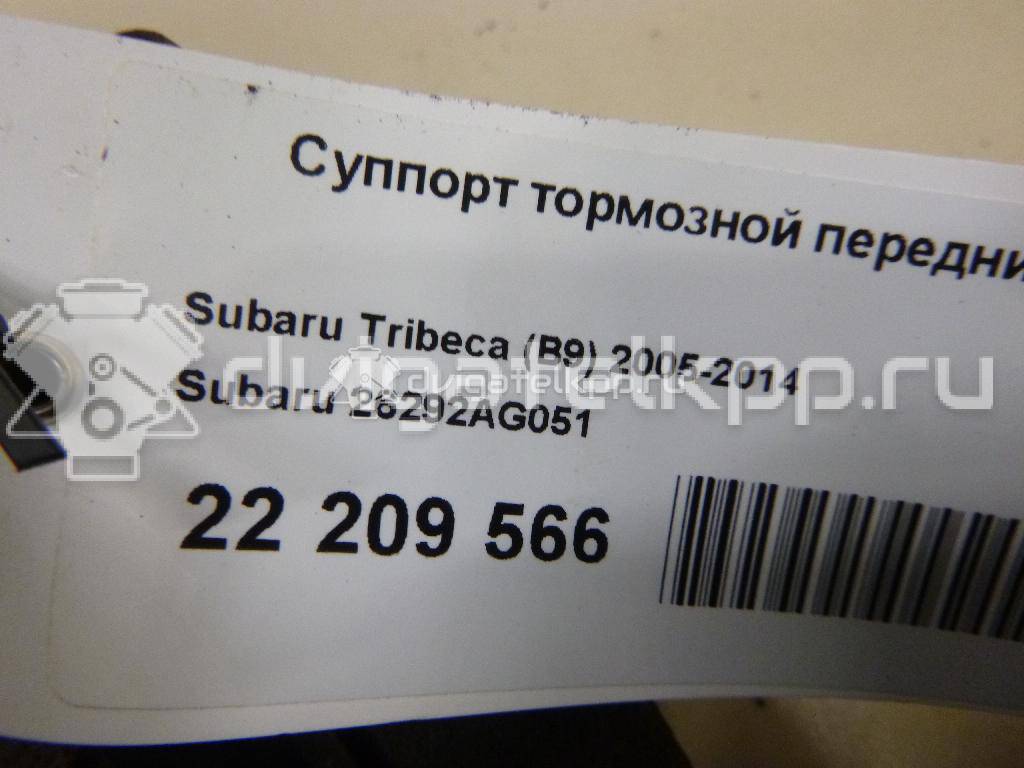 Суппорт тормозной передни
Subaru Tribeca (B9) 2005-2014
Subaru 26292AG051
22 209 566
dvigatelkpp.ru
dvigatelkpp.ru